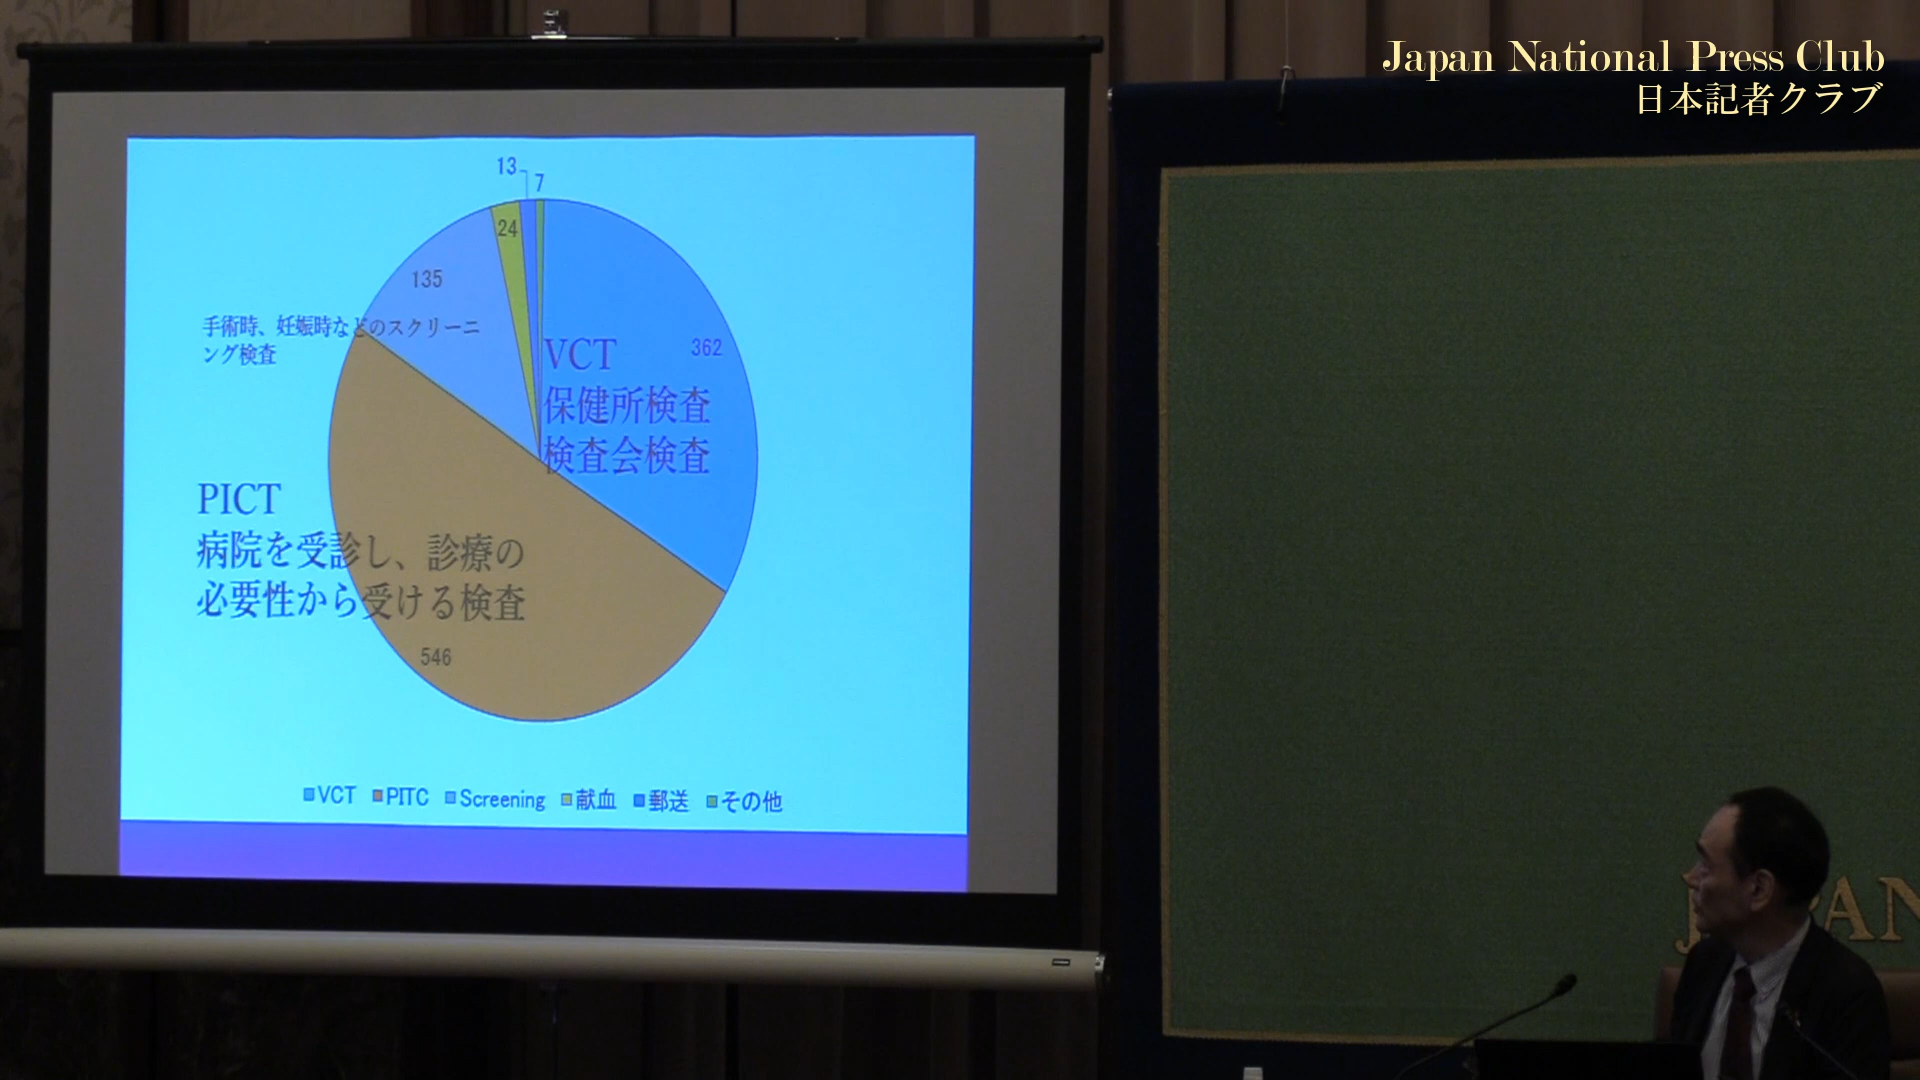 Japan National Press Club
日本記者クラブ
13
7
24
135
手術時、妊娠時などのスクリーニ
ング検査
362
VCT
保健所検査
検査会検査
PICT
病院を受診し、診療の
必要性から受ける検査
546
VCT PITC Screening 献血 郵送 その他